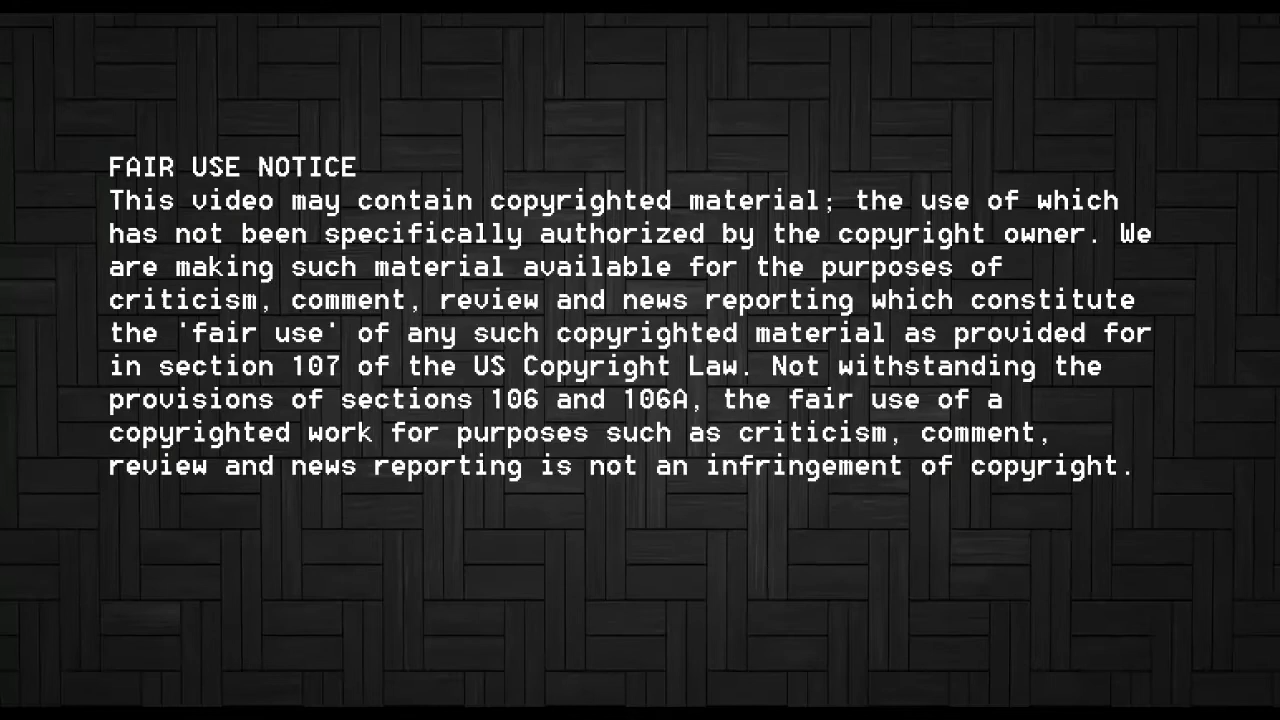 FAIR USE NOTICE
This video may contain copyrighted material; the use of which
has not been specifically authorized by the copyright owner. We
are making such material available for the purposes of
criticism, comment, review and news reporting which constitute
the 'fair use' of any such copyrighted material as provided for
in section 107 of the US Copyright Law. Not withstanding the
provisions of sections 106 and 106A, the fair use of a
copyrighted work for purposes such as criticism, comment,
review and news reporting is not an infringement of copyright.